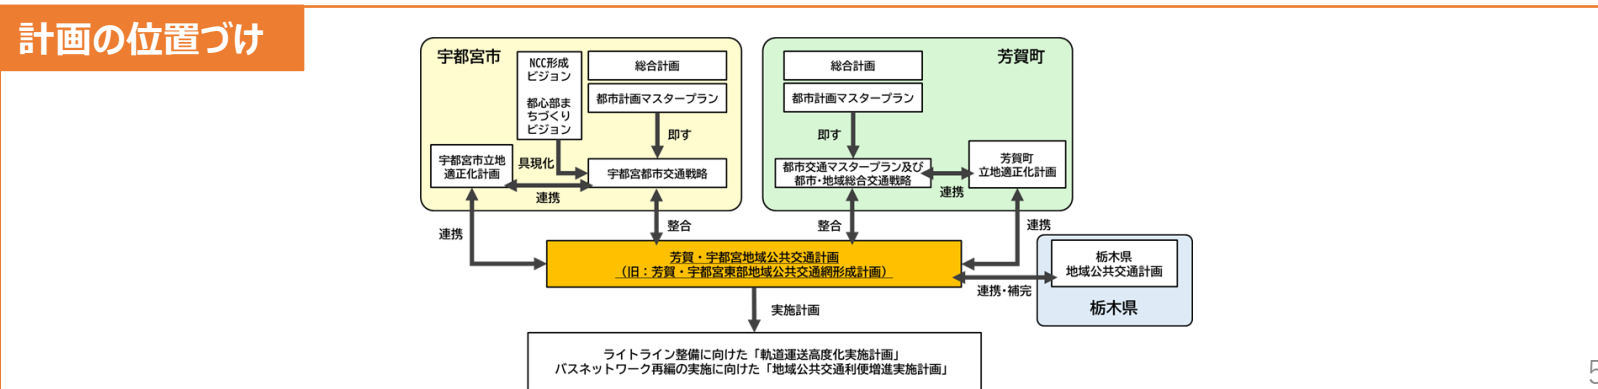 計画の位置づけ
宇都宮市
NCC形成
ビジョン
都心部ま
ちづくり
ビジョン
総合計画
都市計画マスタープラン
即す
宇都宮市立地
適正化計画
具現化
宇都宮都市交通戦略
連携
芳賀町
総合計画
都市計画マスタープラン
即す
都市交通マスタープラン及び
都市・地域総合交通戦略
芳賀町
立地適正化計画
連携
連携
整合
整合
連携
芳賀・宇都宮地域公共交通計画
（旧：芳賀・宇都宮東部地域公共交通網形成計画）
栃木県
地域公共交通計画
連携・補完
栃木県
実施計画
ライトライン整備に向けた「軌道運送高度化実施計画」
バスネットワーク再編の実施に向けた「地域公共交通利便増進実施計画」
5